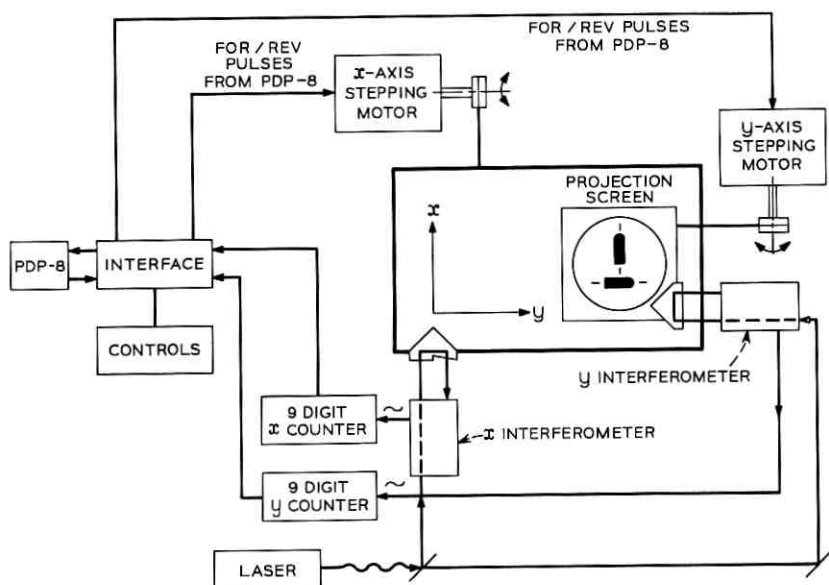 FOR / REV
PULSES
FROM PDP-8
FOR / REV PULSES
FROM PDP-8
x-AXIS
STEPPING
MOTOR
y-AXIS
STEPPING
MOTOR
PROJECTION
SCREEN
x
y
PDP-8
INTERFACE
CONTROLS
y INTERFEROMETER
9 DIGIT
x COUNTER
~
x INTERFEROMETER
9 DIGIT
y COUNTER
~
LASER